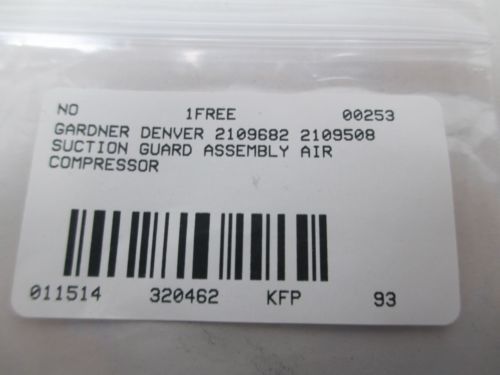 NO 1FREE 00253
GARDNER DENVER 2109682 2109508
SUCTION GUARD ASSEMBLY AIR
COMPRESSOR
011514 320462 KFP 93